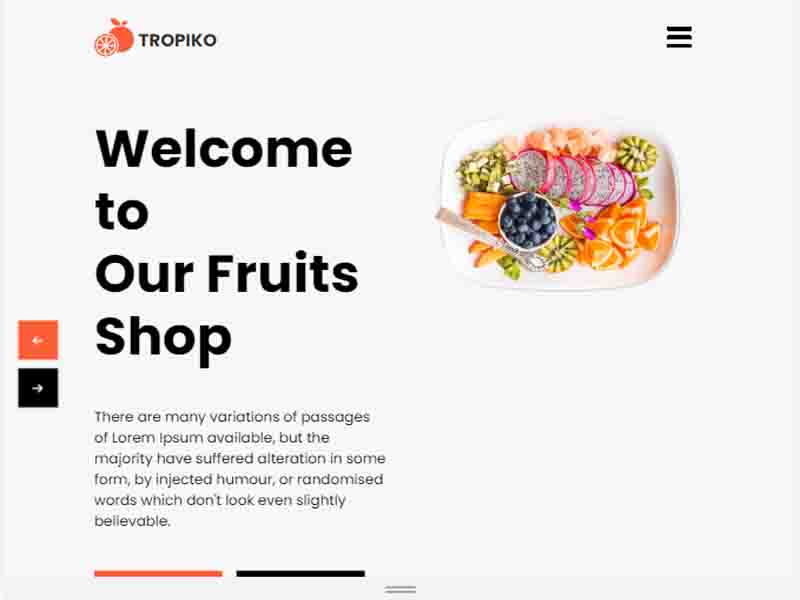 TROPIKO
Welcome
to
Our Fruits
Shop
There are many variations of passages
of Lorem Ipsum available, but the
majority have suffered alteration in some
form, by injected humour, or randomised
words which don't look even slightly
believable.